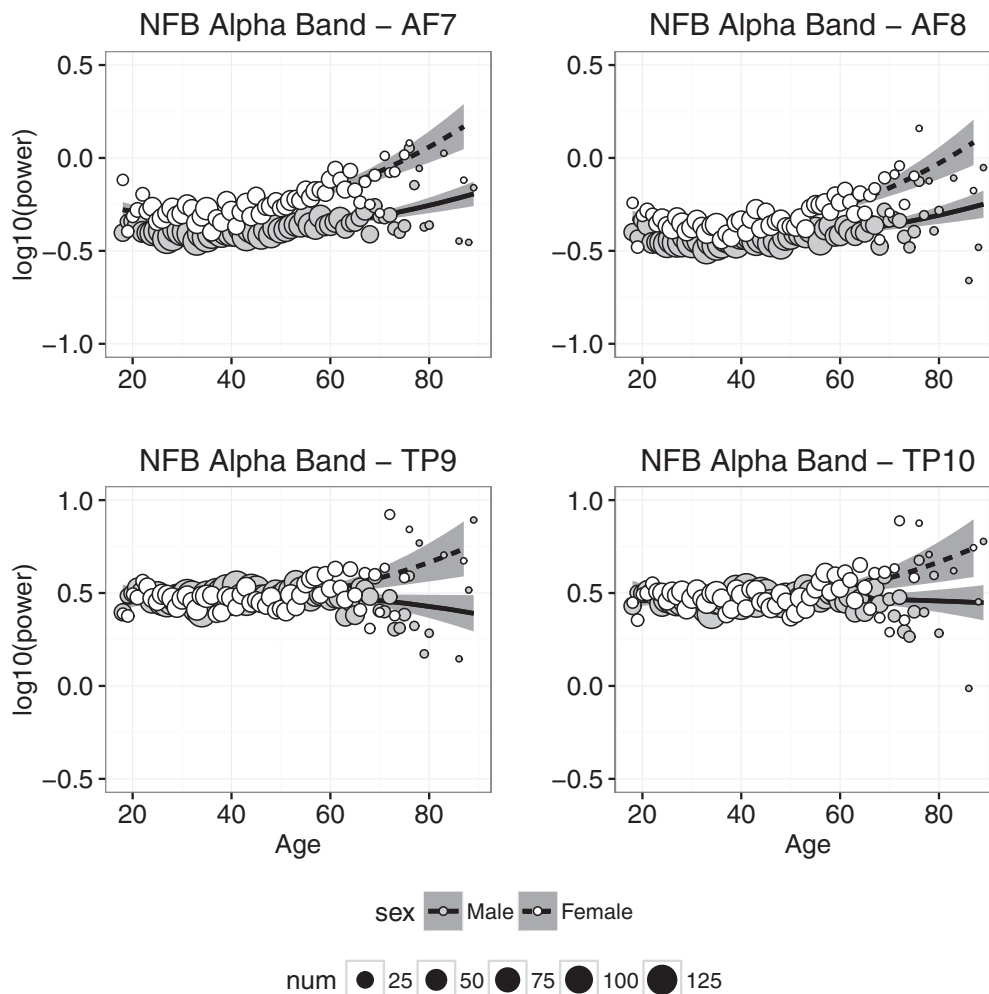 NFB Alpha Band – AF7
NFB Alpha Band – AF8
log10(power)
0.5
0.0
−0.5
−1.0
20 40 60 80
0.5
0.0
−0.5
−1.0
20 40 60 80
NFB Alpha Band – TP9
NFB Alpha Band – TP10
log10(power)
1.0
0.5
0.0
−0.5
20 40 60 80
Age
1.0
0.5
0.0
−0.5
20 40 60 80
Age
sex Male Female
num 25 50 75 100 125